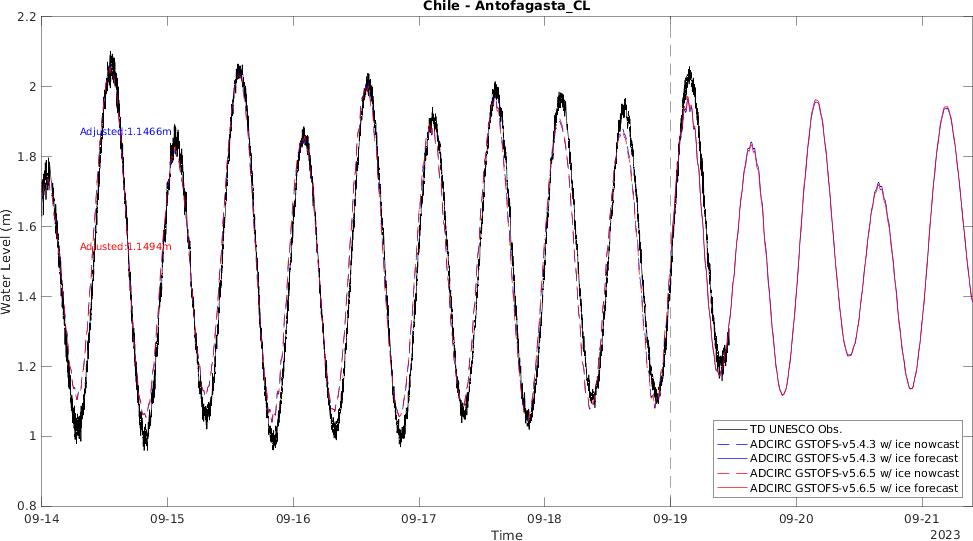 Chile - Antofagasta_CL
2.2
2
1.8
1.6
1.4
1.2
1
0.8
Water Level (m)
Adjusted:1.1466m
Adjusted:1.1494m
TD UNESCO Obs.
ADCIRC GSTOFS-v5.4.3 w/ ice nowcast
ADCIRC GSTOFS-v5.4.3 w/ ice forecast
ADCIRC GSTOFS-v5.6.5 w/ ice nowcast
ADCIRC GSTOFS-v5.6.5 w/ ice forecast
09-14 09-15 09-16 09-17 09-18 09-19 09-20 09-21
Time
2023